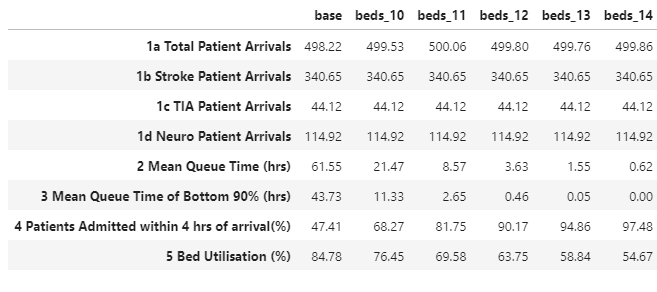 base beds_10 beds_11 beds_12 beds_13 beds_14
1a Total Patient Arrivals 498.22 499.53 500.06 499.80 499.76 499.86
1b Stroke Patient Arrivals 340.65 340.65 340.65 340.65 340.65 340.65
1c TIA Patient Arrivals 44.12 44.12 44.12 44.12 44.12 44.12
1d Neuro Patient Arrivals 114.92 114.92 114.92 114.92 114.92 114.92
2 Mean Queue Time (hrs) 61.55 21.47 8.57 3.63 1.55 0.62
3 Mean Queue Time of Bottom 90% (hrs) 43.73 11.33 2.65 0.46 0.05 0.00
4 Patients Admitted within 4 hrs of arrival(%) 47.41 68.27 81.75 90.17 94.86 97.48
5 Bed Utilisation (%) 84.78 76.45 69.58 63.75 58.84 54.67